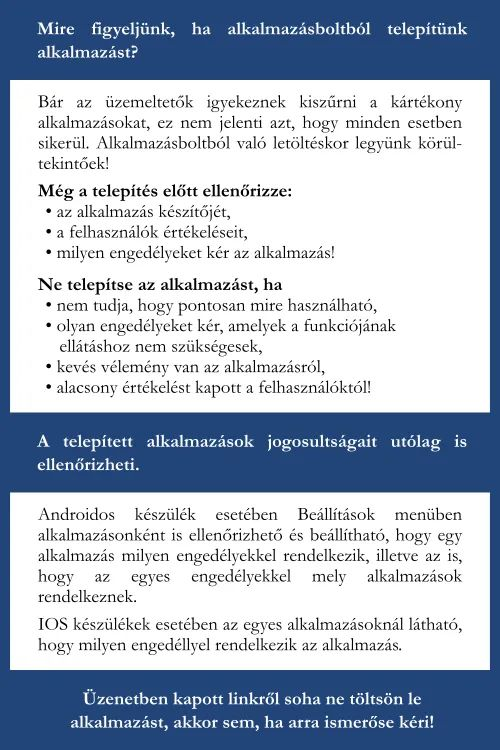 Mire figyeljünk, ha alkalmazásboltból telepítünk
alkalmazást?
Bár az üzemeltetők igyekeznek kiszűrni a kártékony
alkalmazásokat, ez nem jelenti azt, hogy minden esetben
sikerül. Alkalmazásboltból való letöltéskor legyünk körül-
tekintőek!
Még a telepítés előtt ellenőrizze:
• az alkalmazás készítőjét,
• a felhasználók értékeléseit,
• milyen engedélyeket kér az alkalmazás!
Ne telepítse az alkalmazást, ha
• nem tudja, hogy pontosan mire használható,
• olyan engedélyeket kér, amelyek a funkciójának
ellátáshoz nem szükségesek,
• kevés vélemény van az alkalmazásról,
• alacsony értékelést kapott a felhasználóktól!
A telepített alkalmazások jogosultságait utólag is
ellenőrizheti.
Androidos készülék esetében Beállítások menüben
alkalmazásonként is ellenőrizhető és beállítható, hogy egy
alkalmazás milyen engedélyekkel rendelkezik, illetve az is,
hogy az egyes engedélyekkel mely alkalmazások
rendelkeznek.
IOS készülékek esetében az egyes alkalmazásoknál látható,
hogy milyen engedéllyel rendelkezik az alkalmazás.
Üzenetben kapott linkről soha ne töltsön le
alkalmazást, akkor sem, ha arra ismerőse kéri!